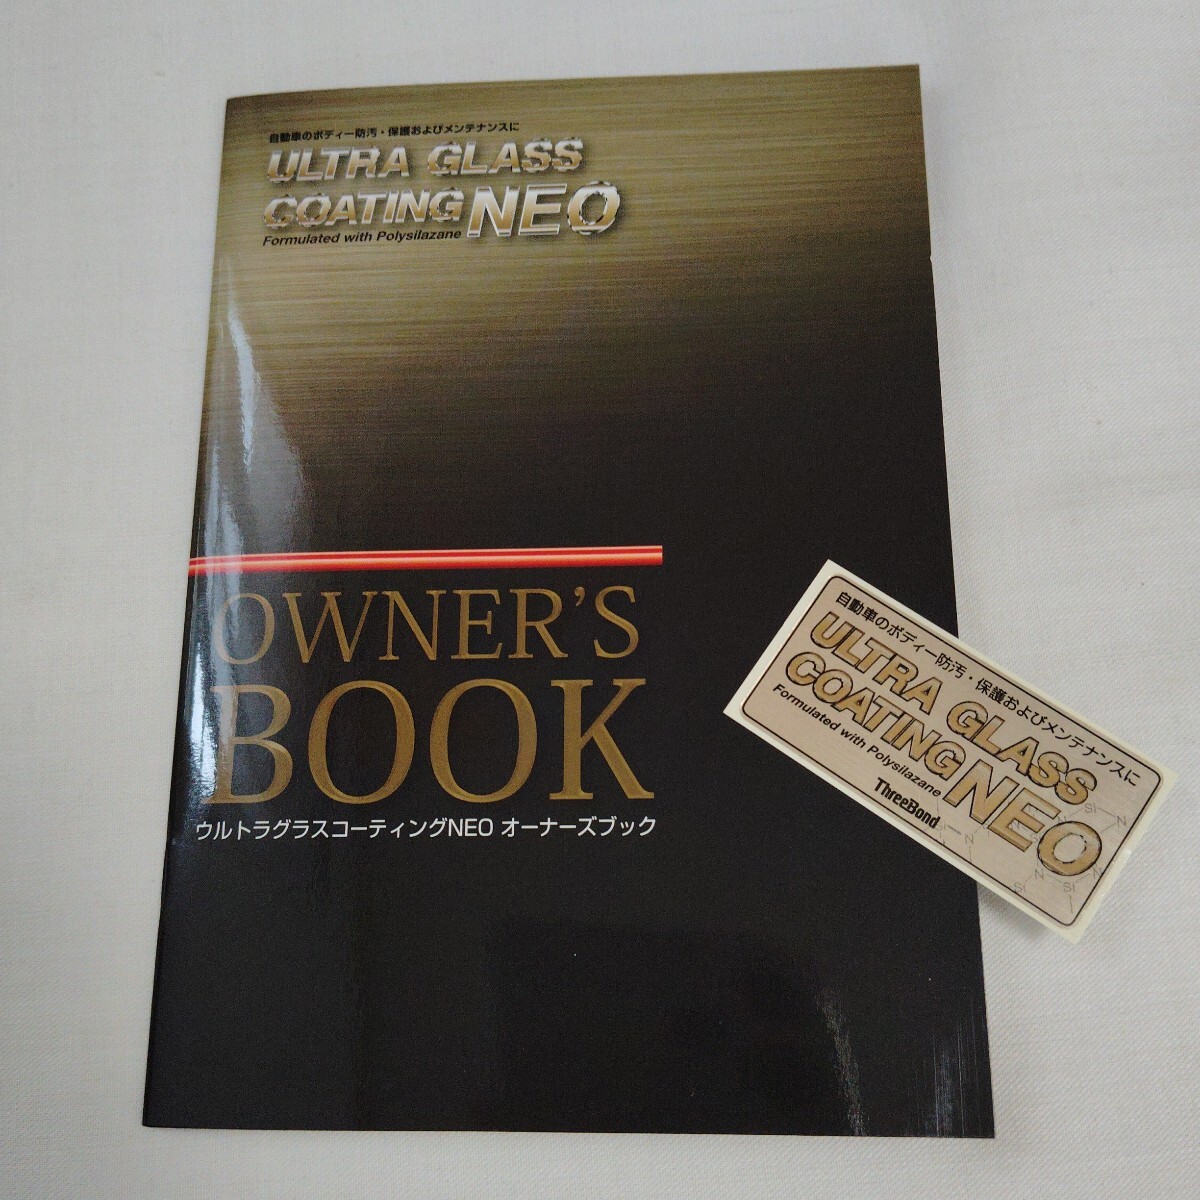 自動車のボディー防汚・保護およびメンテナンスに
ULTRA GLASS
COATING NEO
Formulated with Polysilazane
OWNER'S
BOOK
ウルトラグラスコーティングNEO オーナーズブック
自動車のボディー防汚・保護およびメンテナンスに
ULTRA GLASS
COATING NEO
Formulated with Polysilazane
ThreeBond
Si
N
N
Si
N